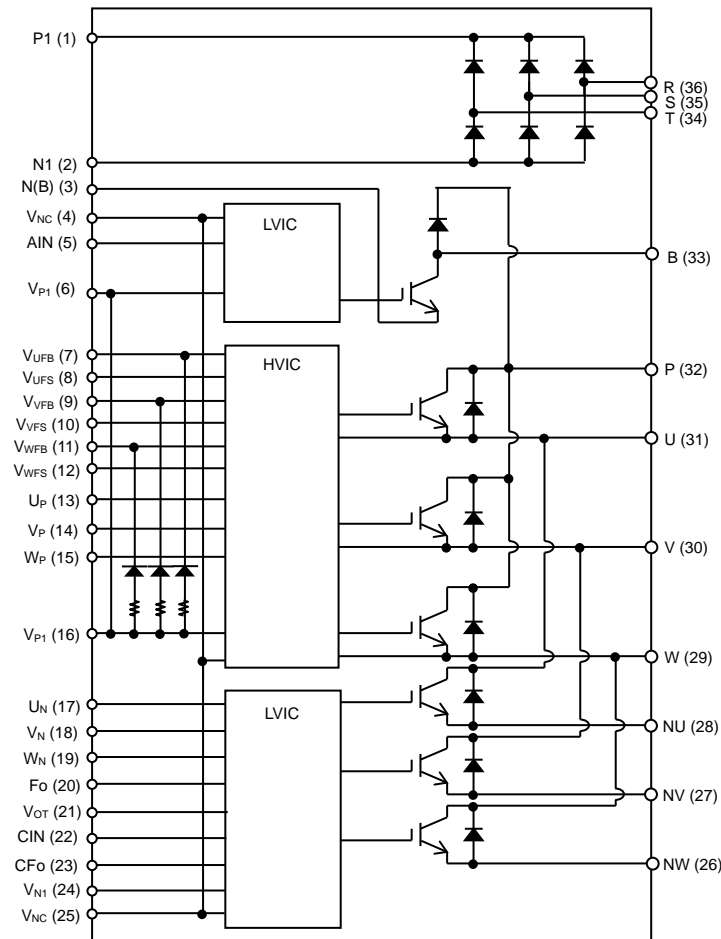 P1 (1)
N1 (2)
N(B) (3)
VNC (4)
AIN (5)
VP1 (6)
VUFB (7)
VUFS (8)
VVFB (9)
VVFS (10)
VWFB (11)
VWFS (12)
UP (13)
VP (14)
WP (15)
VP1 (16)
UN (17)
VN (18)
WN (19)
Fo (20)
VOT (21)
CIN (22)
CFo (23)
VN1 (24)
VNC (25)
LVIC
HVIC
LVIC
R (36)
S (35)
T (34)
B (33)
P (32)
U (31)
V (30)
W (29)
NU (28)
NV (27)
NW (26)